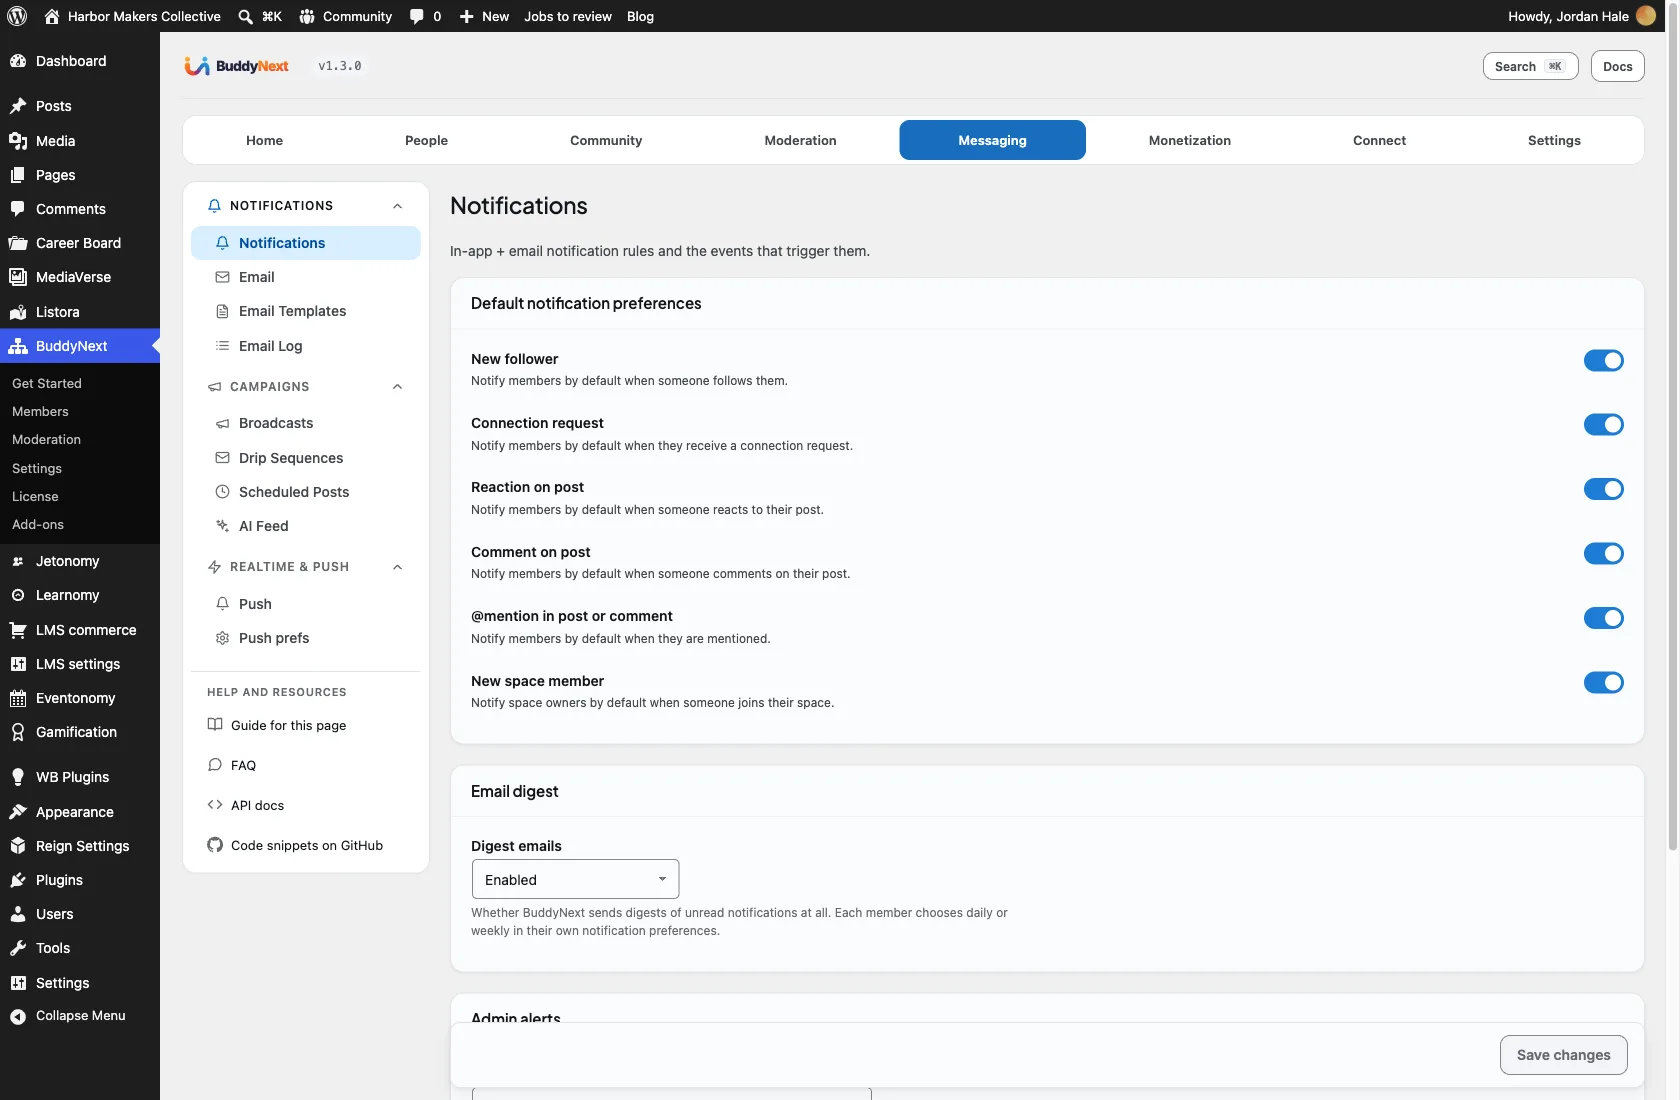 Harbor Makers Collective
⌘K
Community
0
New
Jobs to review
Blog
Howdy, Jordan Hale
Dashboard
Posts
Media
Pages
Comments
Career Board
MediaVerse
Listora
BuddyNext
Get Started
Members
Moderation
Settings
License
Add-ons
Jetonomy
Learnomy
LMS commerce
LMS settings
Eventonomy
Gamification
WB Plugins
Appearance
Reign Settings
Plugins
Users
Tools
Settings
Collapse Menu
BuddyNext
v1.3.0
Search ⌘K
Docs
Home
People
Community
Moderation
Messaging
Monetization
Connect
Settings
NOTIFICATIONS
Notifications
Email
Email Templates
Email Log
CAMPAIGNS
Broadcasts
Drip Sequences
Scheduled Posts
AI Feed
REALTIME & PUSH
Push
Push prefs
HELP AND RESOURCES
Guide for this page
FAQ
API docs
Code snippets on GitHub
Notifications
In-app + email notification rules and the events that trigger them.
Default notification preferences
New follower
Notify members by default when someone follows them.
Connection request
Notify members by default when they receive a connection request.
Reaction on post
Notify members by default when someone reacts to their post.
Comment on post
Notify members by default when someone comments on their post.
@mention in post or comment
Notify members by default when they are mentioned.
New space member
Notify space owners by default when someone joins their space.
Email digest
Digest emails
Enabled
Whether BuddyNext sends digests of unread notifications at all. Each member chooses daily or
weekly in their own notification preferences.
Admin alerts
Save changes